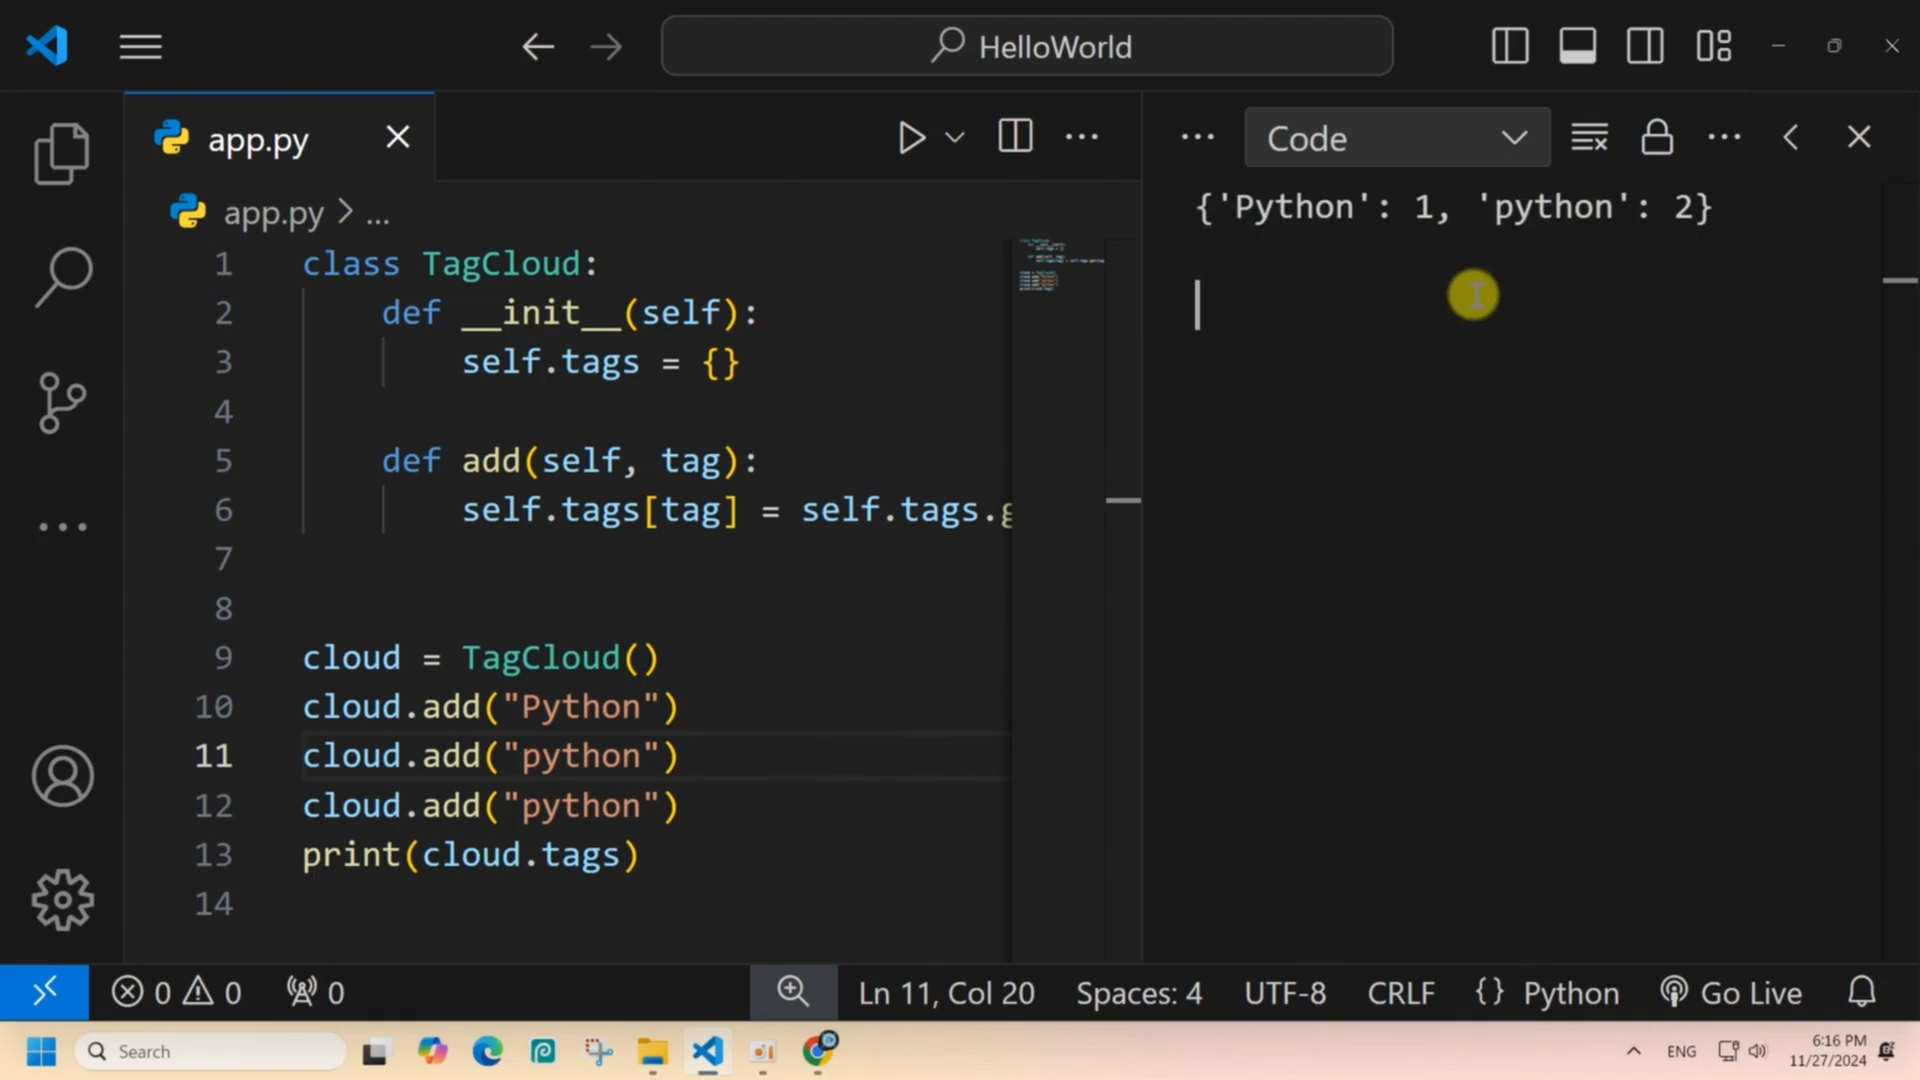 HelloWorld
app.py
Code
app.py > ...
{'Python': 1, 'python': 2}
1 class TagCloud:
2 def __init__(self):
3 self.tags = {}
4
5 def add(self, tag):
6 self.tags[tag] = self.tags.g
7
8
9 cloud = TagCloud()
10 cloud.add("Python")
11 cloud.add("python")
12 cloud.add("python")
13 print(cloud.tags)
14
0 0 0 Ln 11, Col 20 Spaces: 4 UTF-8 CRLF {} Python Go Live
Search ENG 6:16 PM
11/27/2024